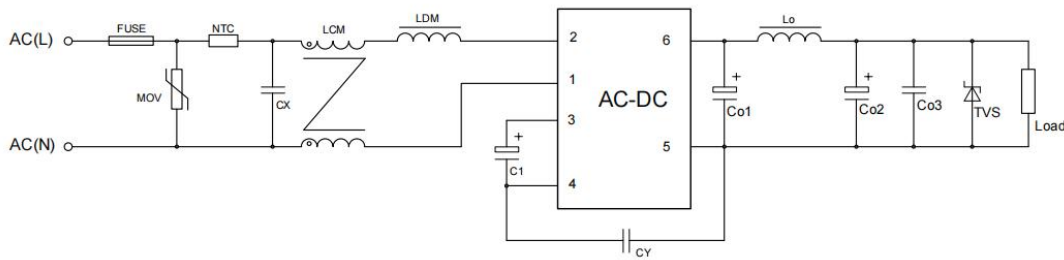 FUSE
NTC
LCM
LDM
Lo
AC(L)
2
6
MOV
CX
1
AC-DC
+
Co1
+
Co2
Co3
TVS
Load
3
+
AC(N)
C1
5
4
CY